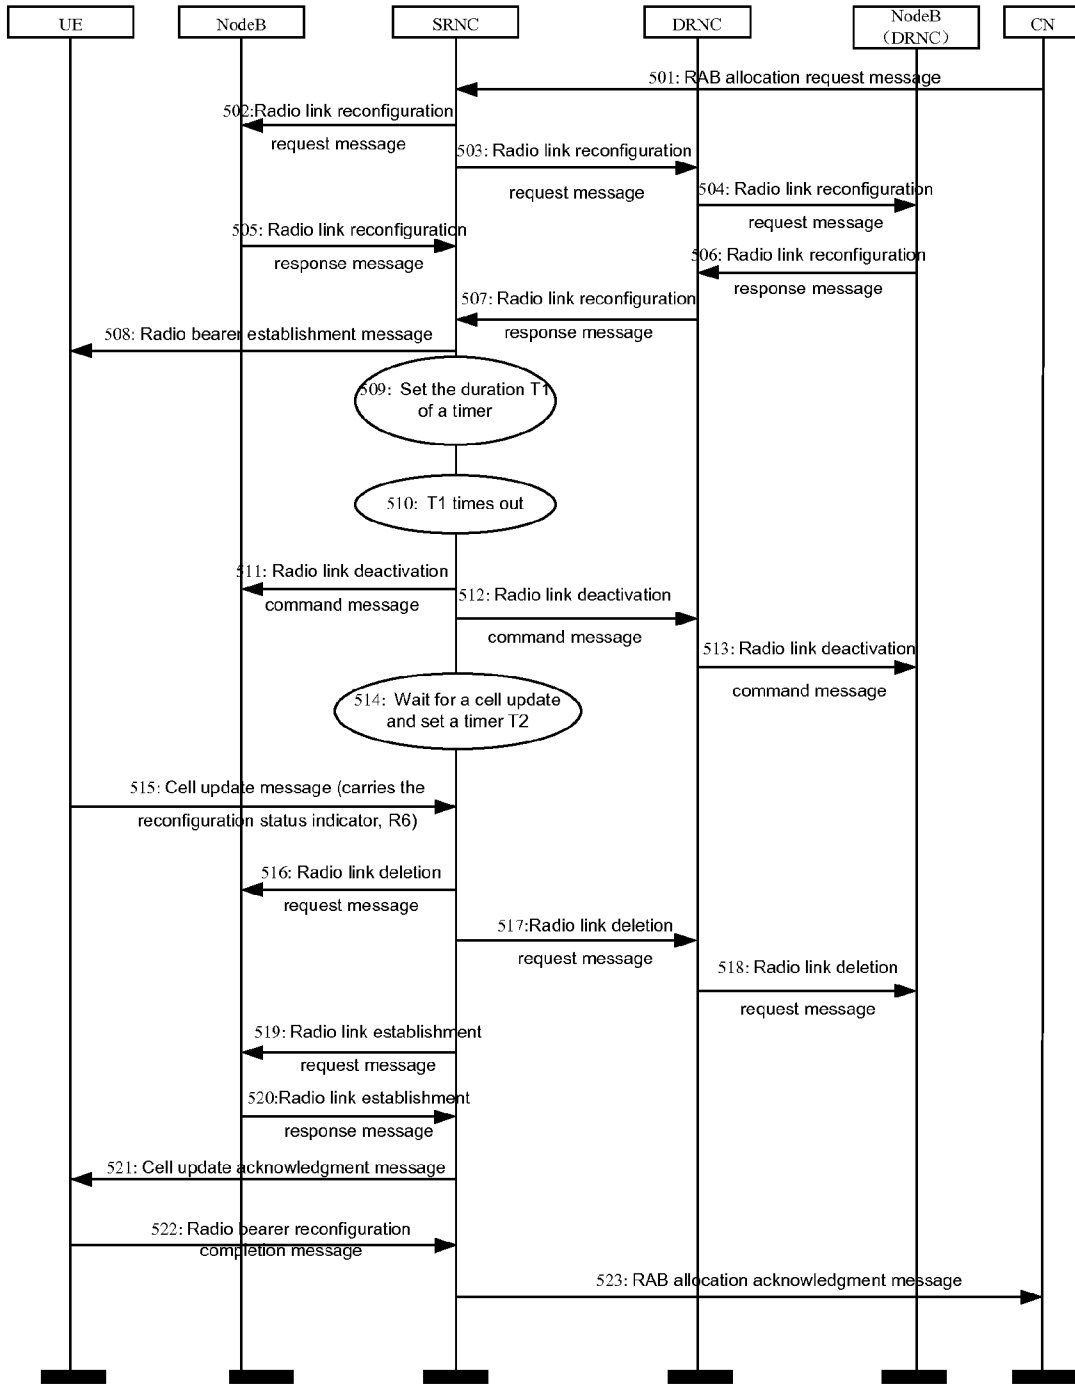 UE
NodeB
SRNC
DRNC
NodeB
(DRNC)
CN
501: RAB allocation request message
502:Radio link reconfiguration
request message
503: Radio link reconfiguration
request message
504: Radio link reconfiguration
request message
505: Radio link reconfiguration
response message
506: Radio link reconfiguration
response message
507: Radio link reconfiguration
response message
508: Radio bearer establishment message
509: Set the duration T1
of a timer
510: T1 times out
511: Radio link deactivation
command message
512: Radio link deactivation
command message
513: Radio link deactivation
command message
514: Wait for a cell update
and set a timer T2
515: Cell update message (carries the
reconfiguration status indicator, R6)
516: Radio link deletion
request message
517:Radio link deletion
request message
518: Radio link deletion
request message
519: Radio link establishment
request message
520:Radio link establishment
response message
521: Cell update acknowledgment message
522: Radio bearer reconfiguration
completion message
523: RAB allocation acknowledgment message